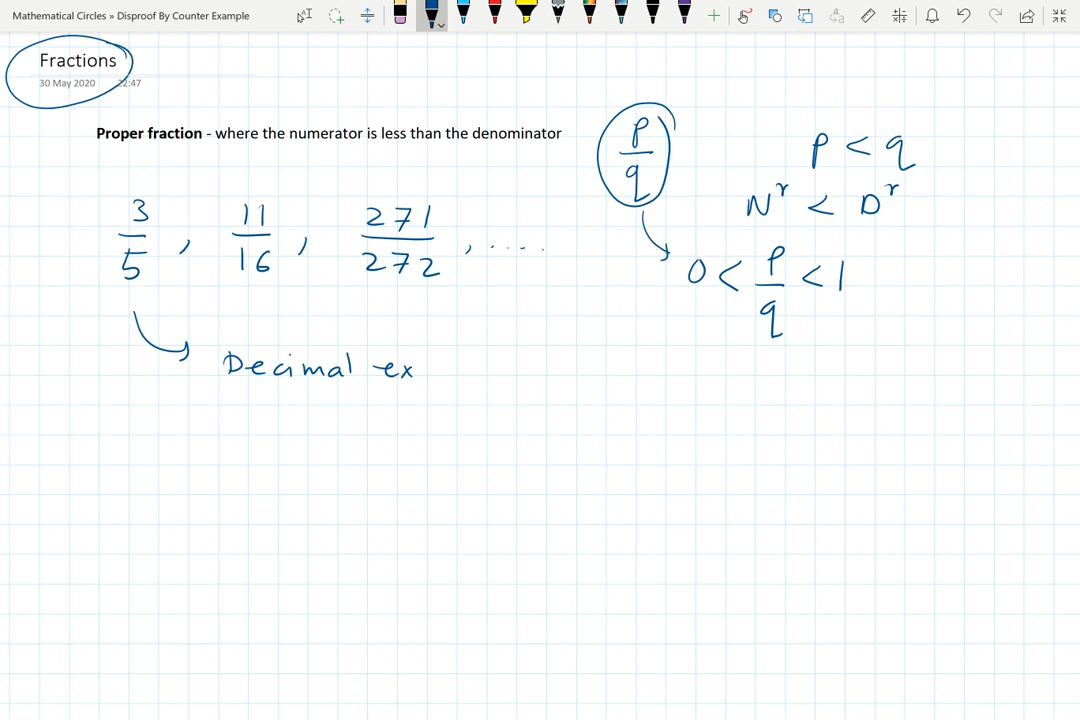 Mathematical Circles » Disproof By Counter Example
Fractions
30 May 2020 22:47
Proper fraction - where the numerator is less than the denominator
p/q
p < q
Nʳ < Dʳ
3/5 , 11/16 , 271/272 , .....
0 < p/q < 1
Decimal ex